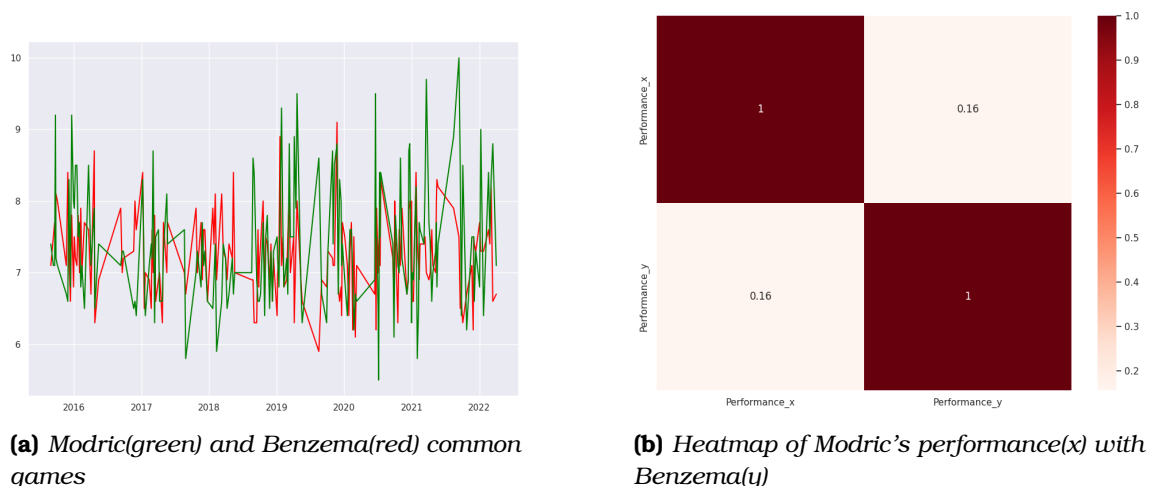 10
9
8
7
6
2016 2017 2018 2019 2020 2021 2022
(a) Modric(green) and Benzema(red) common
games
Performance_x
Performance_y
1
0.16
0.16
1
Performance_x Performance_y
1.0
0.9
0.8
0.7
0.6
0.5
0.4
0.3
0.2
(b) Heatmap of Modric's performance(x) with
Benzema(y)